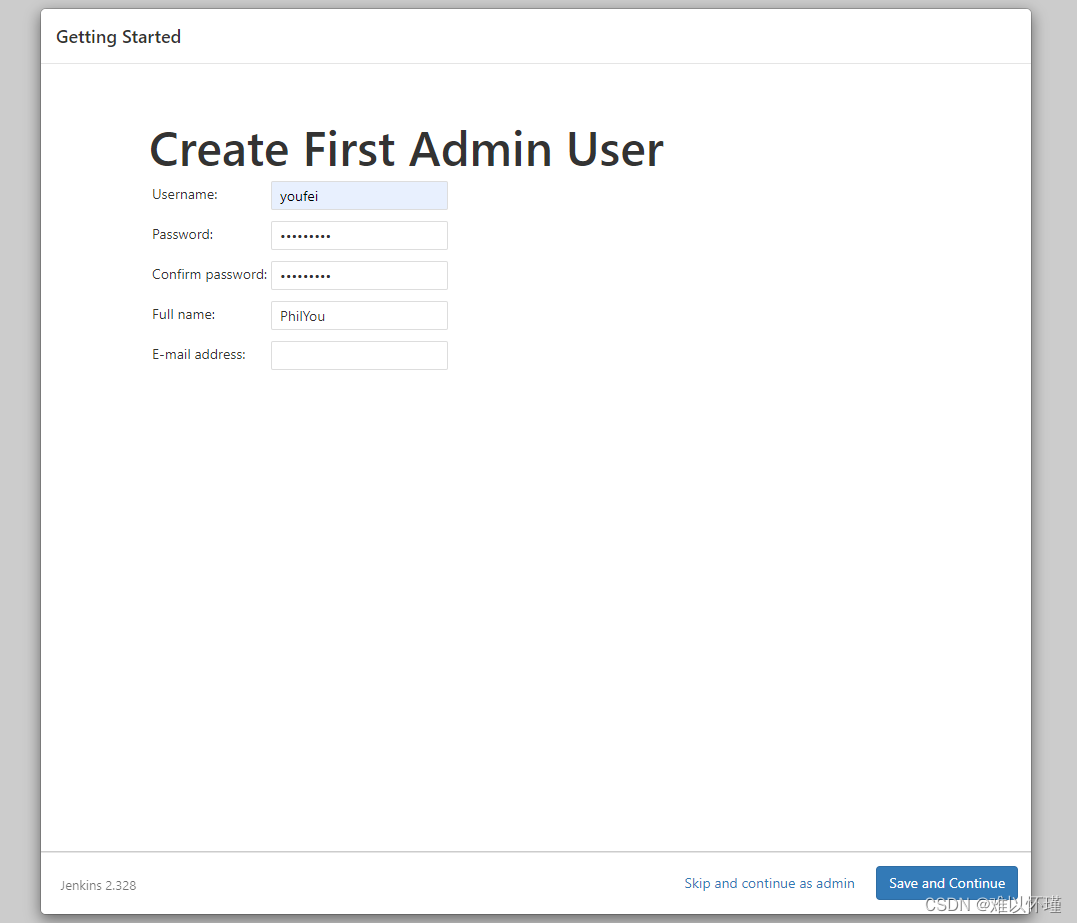 Getting Started
Create First Admin User
Username: youfei
Password: •••••••••
Confirm password: •••••••••
Full name: PhilYou
E-mail address:
Jenkins 2.328 Skip and continue as admin Save and Continue
CSDN @难以怀瑾